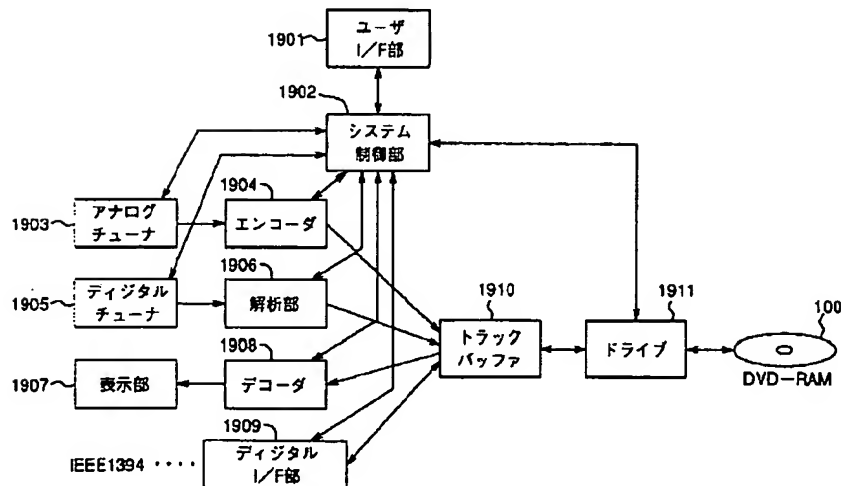 1901
ユーザ
I/F部
1902
システム
制御部
1903
アナログ
チューナ
1904
エンコーダ
1905
ディジタル
チューナ
1906
解析部
1907
表示部
1908
デコーダ
1909
ディジタル
I/F部
IEEE1394 ‥‥
1910
トラック
バッファ
1911
ドライブ
100
DVD-RAM